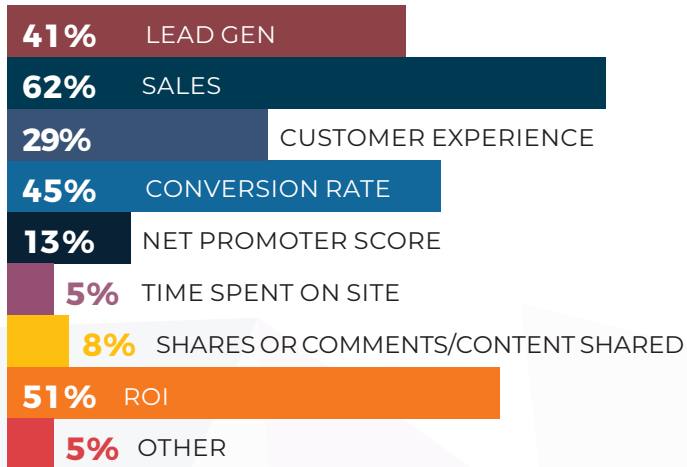 41% LEAD GEN
62% SALES
29% CUSTOMER EXPERIENCE
45% CONVERSION RATE
13% NET PROMOTER SCORE
5% TIME SPENT ON SITE
8% SHARES OR COMMENTS/CONTENT SHARED
51% ROI
5% OTHER